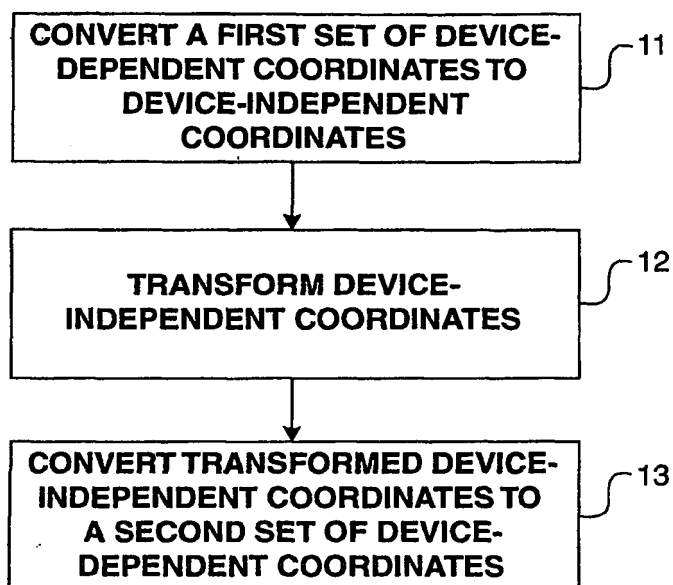 CONVERT A FIRST SET OF DEVICE-
DEPENDENT COORDINATES TO
DEVICE-INDEPENDENT
COORDINATES
11
TRANSFORM DEVICE-
INDEPENDENT COORDINATES
12
CONVERT TRANSFORMED DEVICE-
INDEPENDENT COORDINATES TO
A SECOND SET OF DEVICE-
DEPENDENT COORDINATES
13